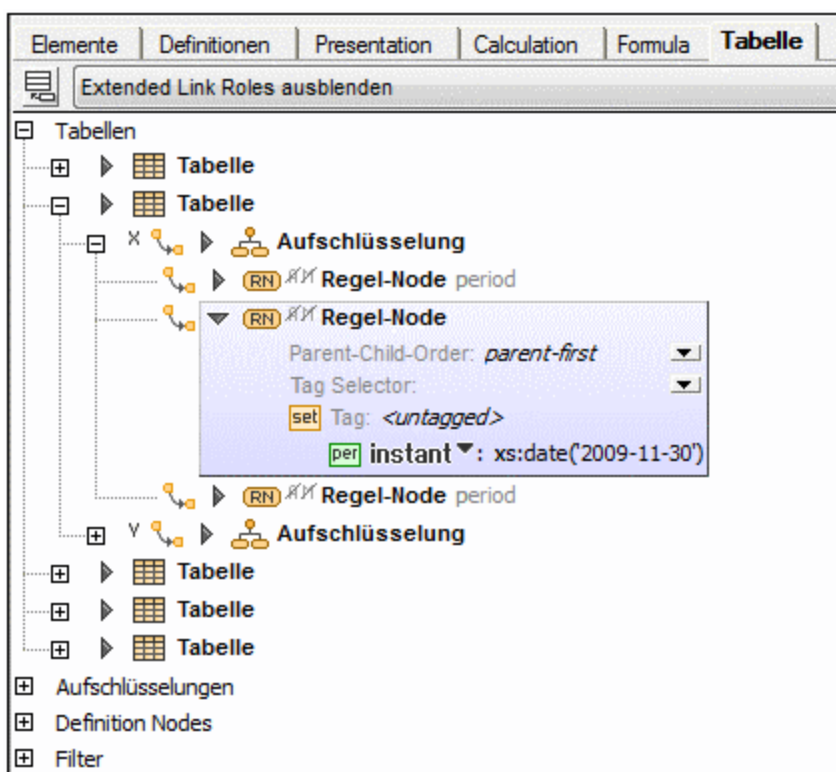 Elemente Definitionen Presentation Calculation Formula Tabelle
Extended Link Roles ausblenden
Tabellen
Tabelle
Tabelle
X Aufschlüsselung
RN Regel-Node period
RN Regel-Node
Parent-Child-Order: parent-first
Tag Selector:
set Tag: <untagged>
per instant : xs:date('2009-11-30')
RN Regel-Node period
Y Aufschlüsselung
Tabelle
Tabelle
Tabelle
Aufschlüsselungen
Definition Nodes
Filter